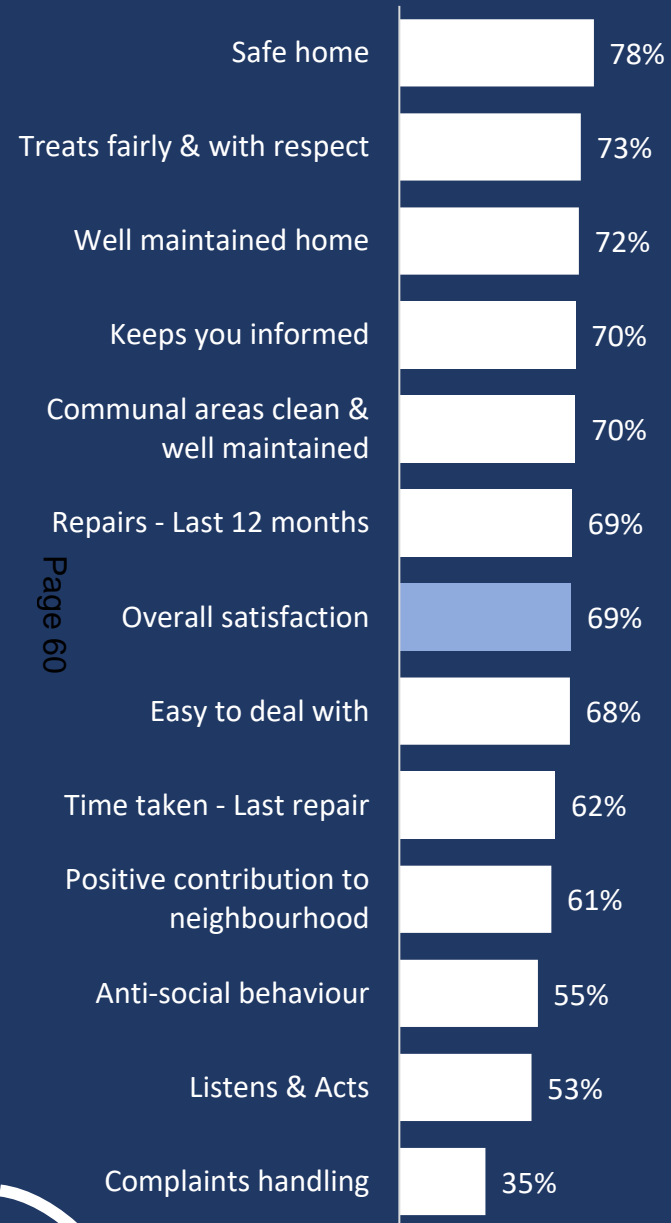 Safe home 78%
Treats fairly & with respect 73%
Well maintained home 72%
Keeps you informed 70%
Communal areas clean &
well maintained 70%
Repairs - Last 12 months 69%
Page 60
Overall satisfaction 69%
Easy to deal with 68%
Time taken - Last repair 62%
Positive contribution to
neighbourhood 61%
Anti-social behaviour 55%
Listens & Acts 53%
Complaints handling 35%